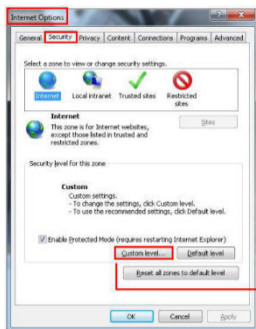 Internet Options
General Security Privacy Content Connections Programs Advanced
Select a zone to view or change security settings.
Internet Local intranet Trusted sites Restricted sites
Internet
This zone is for Internet websites,
except those listed in trusted and
restricted zones.
Sites
Security level for this zone
Custom
Custom settings.
- To change the settings, click Custom level.
- To use the recommended settings, click Default level.
Enable Protected Mode (requires restarting Internet Explorer)
Custom level... Default level
Reset all zones to default level
OK Cancel Apply